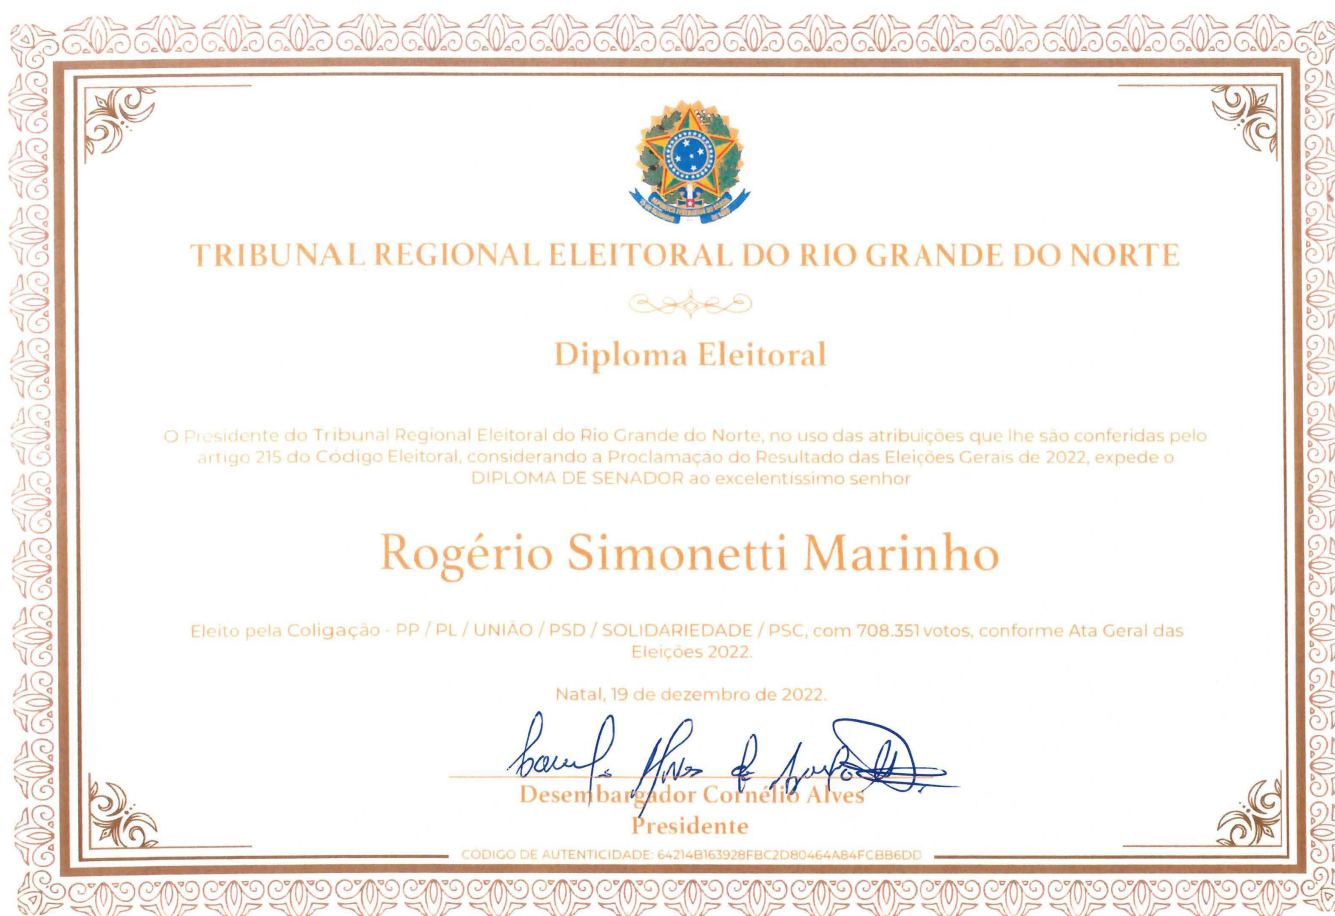 TRIBUNAL REGIONAL ELEITORAL DO RIO GRANDE DO NORTE
Diploma Eleitoral
O Presidente do Tribunal Regional Eleitoral do Rio Grande do Norte, no uso das atribuições que lhe são conferidas pelo
artigo 215 do Código Eleitoral, considerando a Proclamação do Resultado das Eleições Gerais de 2022, expede o
DIPLOMA DE SENADOR ao excelentíssimo senhor
Rogério Simonetti Marinho
Eleito pela Coligação - PP / PL / UNIÃO / PSD / SOLIDARIEDADE / PSC, com 708.351 votos, conforme Ata Geral das
Eleições 2022.
Natal, 19 de dezembro de 2022.
Desembargador Cornélio Alves
Presidente
CÓDIGO DE AUTENTICIDADE: 64214B163928FBC2D80464A84FCBB6DD